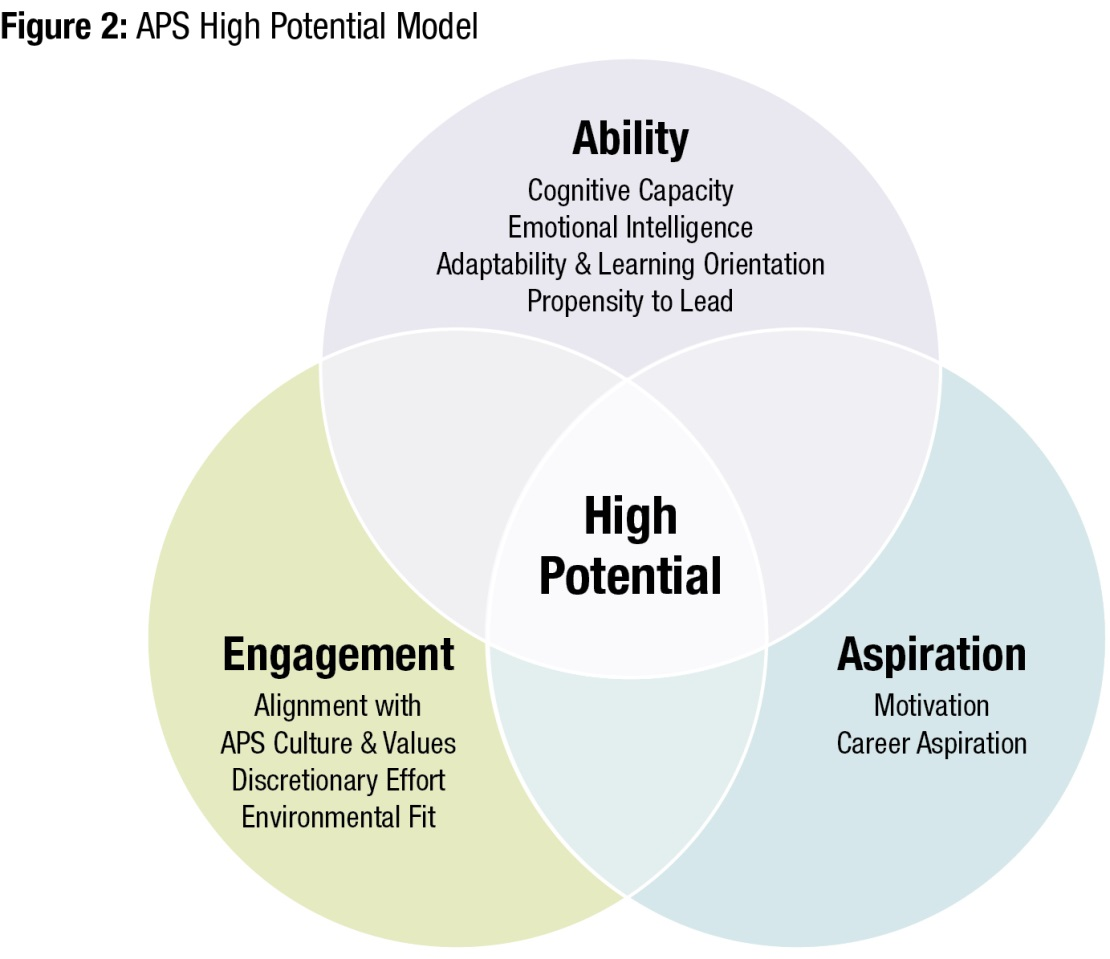 Figure 2: APS High Potential Model
Ability
Cognitive Capacity
Emotional Intelligence
Adaptability & Learning Orientation
Propensity to Lead
High
Potential
Engagement
Alignment with
APS Culture & Values
Discretionary Effort
Environmental Fit
Aspiration
Motivation
Career Aspiration